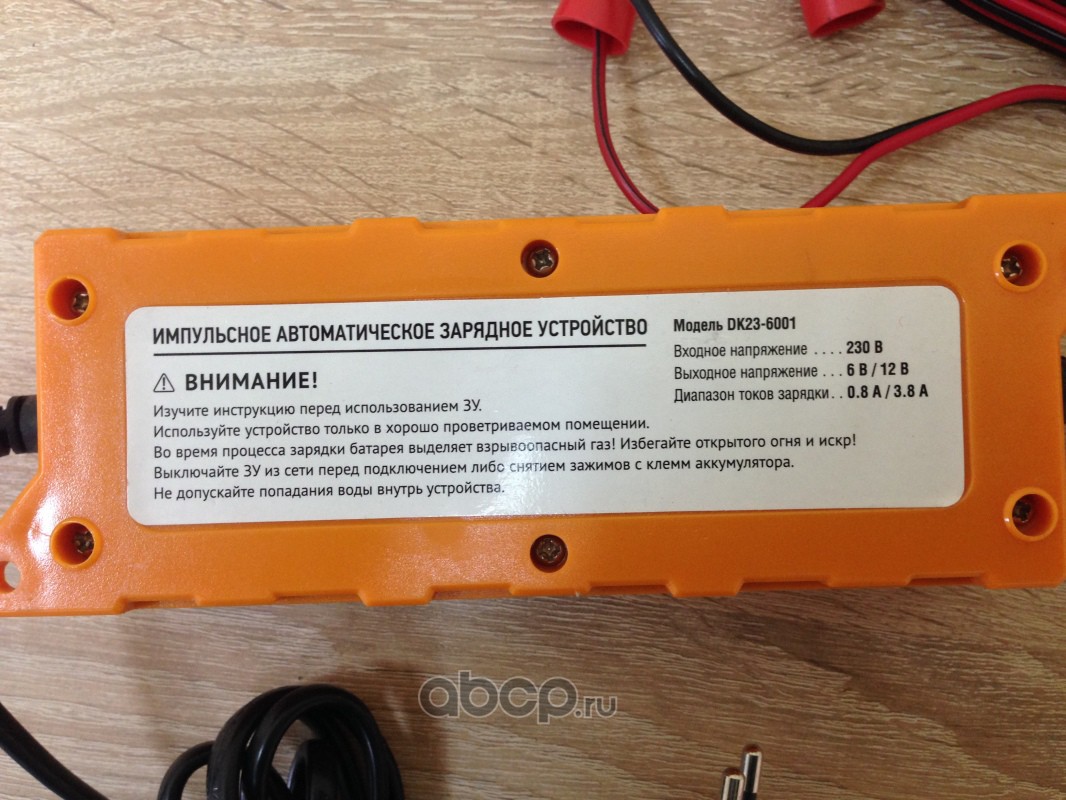 ИМПУЛЬСНОЕ АВТОМАТИЧЕСКОЕ ЗАРЯДНОЕ УСТРОЙСТВО
⚠ ВНИМАНИЕ!
Изучите инструкцию перед использованием ЗУ.
Используйте устройство только в хорошо проветриваемом помещении.
Во время процесса зарядки батарея выделяет взрывоопасный газ! Избегайте открытого огня и искр!
Выключайте ЗУ из сети перед подключением либо снятием зажимов с клемм аккумулятора.
Не допускайте попадания воды внутрь устройства.
Модель DK23-6001
Входное напряжение . . . . 230 В
Выходное напряжение . . . 6 В / 12 В
Диапазон токов зарядки . . 0.8 А / 3.8 А
abcp.ru